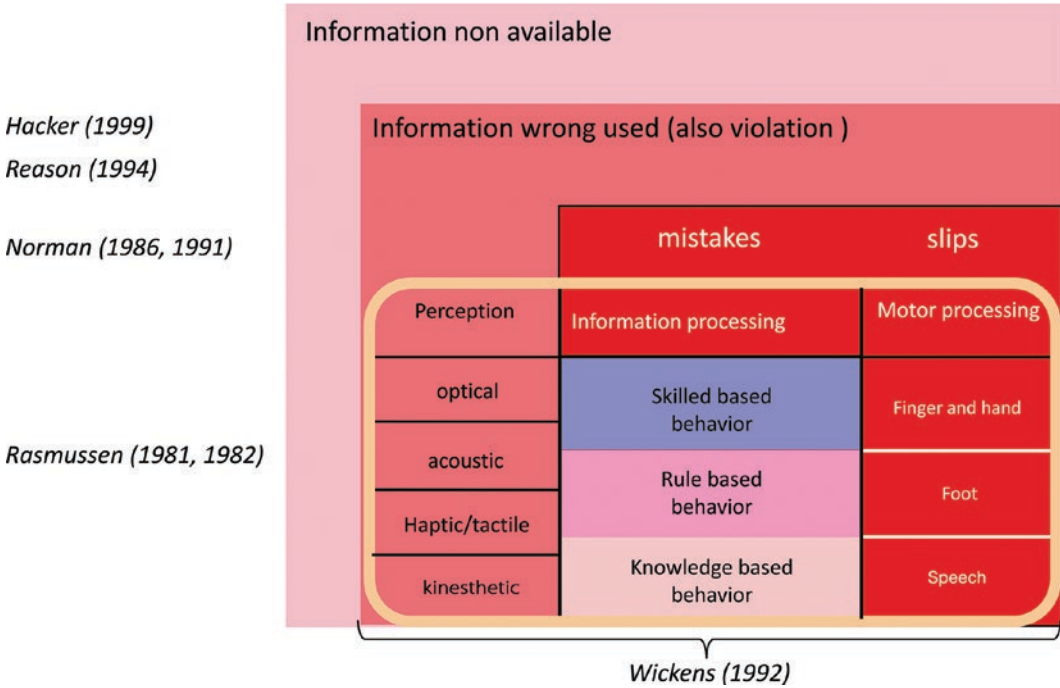 Information non available
Hacker (1999)
Information wrong used (also violation )
Reason (1994)
Norman (1986, 1991)
mistakes
slips
Perception
Information processing
Motor processing
optical
Skilled based
behavior
Finger and hand
Rasmussen (1981, 1982)
acoustic
Rule based
behavior
Foot
Haptic/tactile
kinesthetic
Knowledge based
behavior
Speech
Wickens (1992)